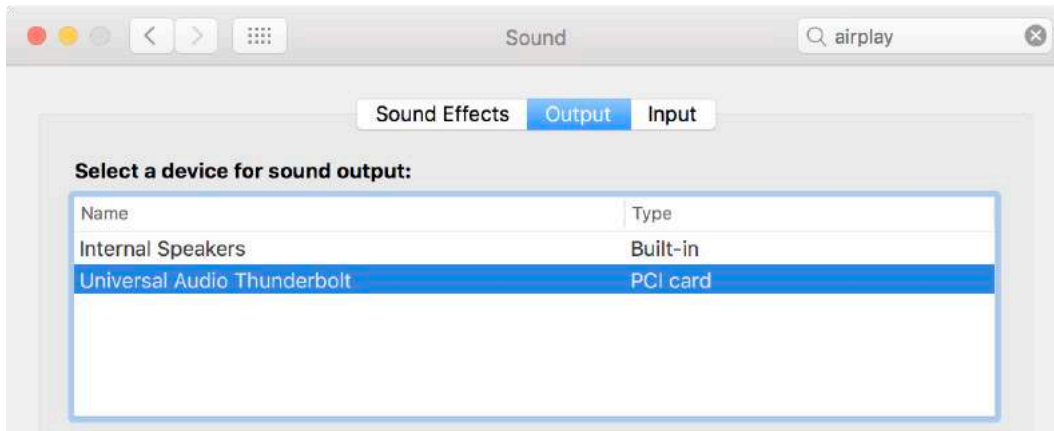 Sound
airplay
Sound Effects Output Input
Select a device for sound output:
Name Type
Internal Speakers Built-in
Universal Audio Thunderbolt PCI card